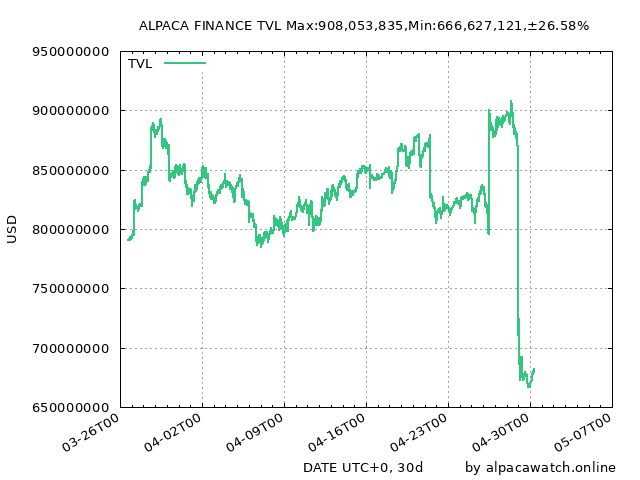 ALPACA FINANCE TVL Max:908,053,835,Min:666,627,121,±26.58%
950000000
TVL
900000000
850000000
800000000
750000000
700000000
650000000
USD
03-26T00
04-02T00
04-09T00
04-16T00
04-23T00
04-30T00
05-07T00
DATE UTC+0, 30d
by alpacawatch.online